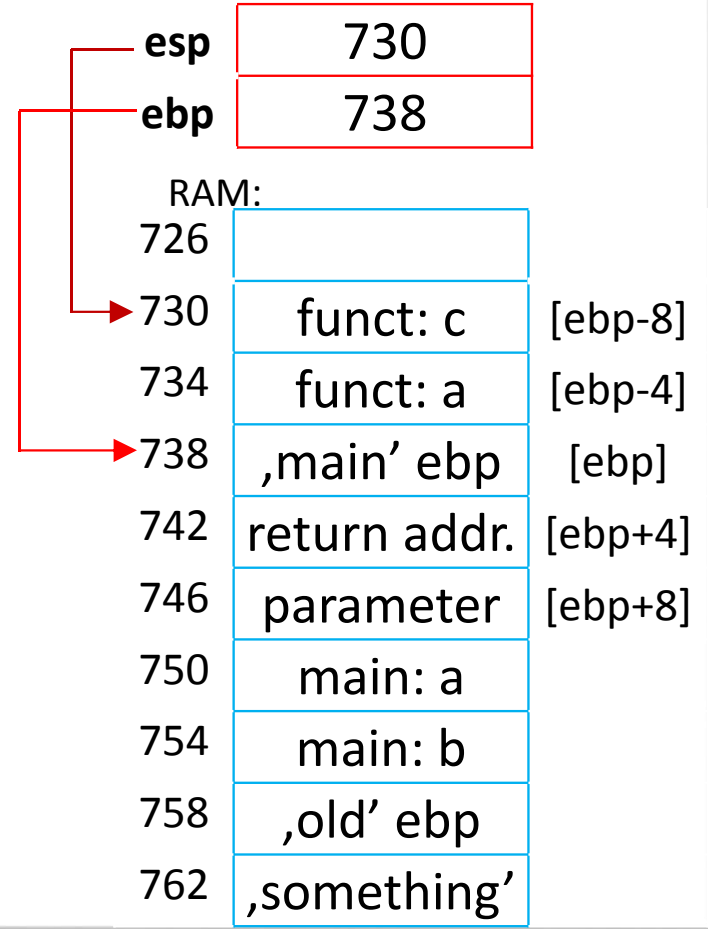 esp 730
ebp 738
RAM:
726
730 funct: c [ebp-8]
734 funct: a [ebp-4]
738 ‚main’ ebp [ebp]
742 return addr. [ebp+4]
746 parameter [ebp+8]
750 main: a
754 main: b
758 ‚old’ ebp
762 ‚something’